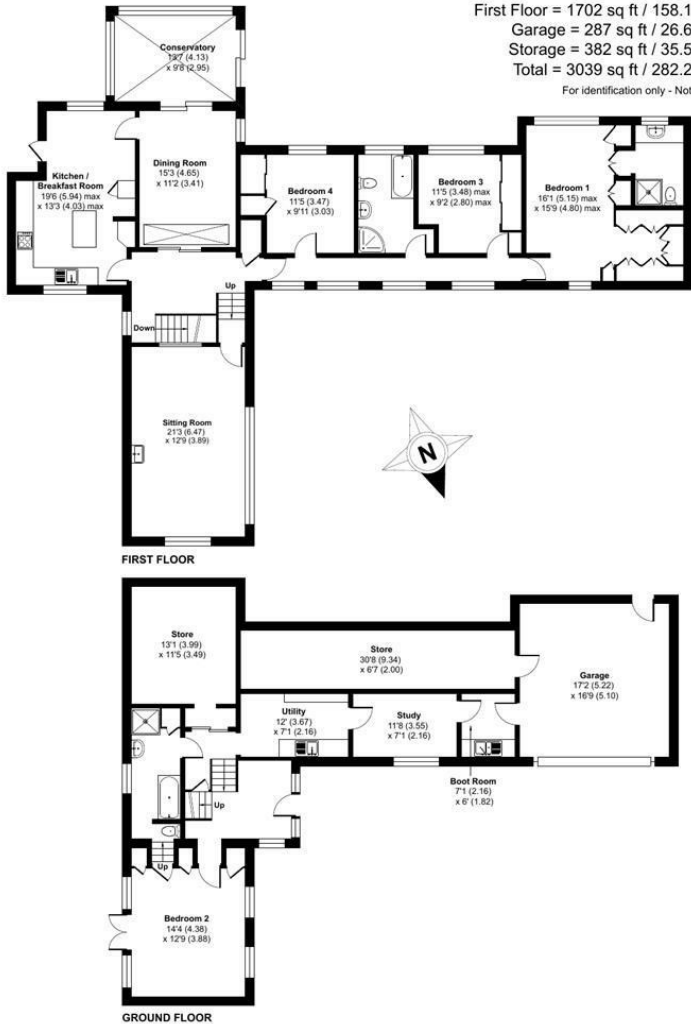 First Floor = 1702 sq ft / 158.1
Garage = 287 sq ft / 26.6
Storage = 382 sq ft / 35.5
Total = 3039 sq ft / 282.2
For identification only - Not
Conservatory
13'7 (4.13)
x 9'8 (2.95)
Kitchen /
Breakfast Room
19'6 (5.94) max
x 13'3 (4.03) max
Dining Room
15'3 (4.65)
x 11'2 (3.41)
Bedroom 4
11'5 (3.47)
x 9'11 (3.03)
Bedroom 3
11'5 (3.48) max
x 9'2 (2.80) max
Bedroom 1
16'1 (5.15) max
x 15'9 (4.80) max
Up
Down
Sitting Room
21'3 (6.47)
x 12'9 (3.89)
N
FIRST FLOOR
Store
13'1 (3.99)
x 11'5 (3.49)
Store
30'8 (9.34)
x 6'7 (2.00)
Garage
17'2 (5.22)
x 16'9 (5.10)
Utility
12' (3.67)
x 7'1 (2.16)
Study
11'8 (3.55)
x 7'1 (2.16)
Boot Room
7'1 (2.16)
x 6' (1.82)
Up
Up
Bedroom 2
14'4 (4.38)
x 12'9 (3.88)
GROUND FLOOR